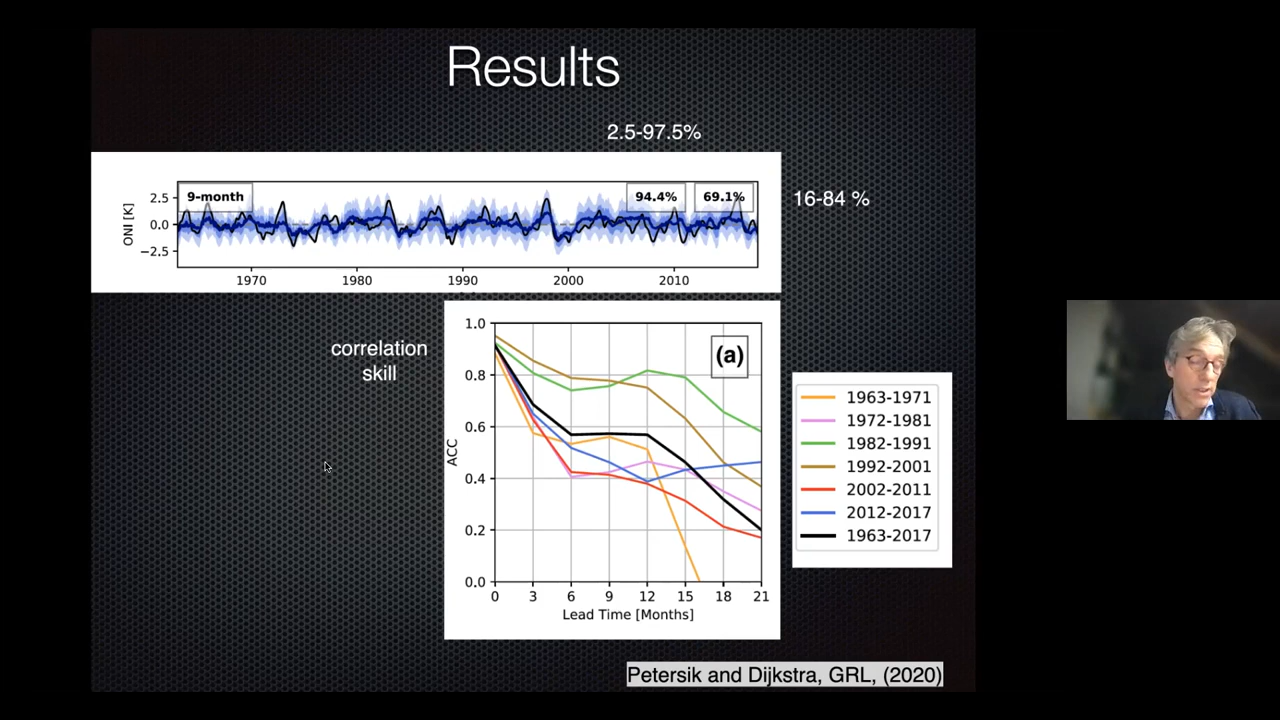 Results
2.5-97.5%
16-84 %
9-month
94.4%
69.1%
ONI [K]
2.5
0.0
−2.5
1970 1980 1990 2000 2010
correlation
skill
(a)
ACC
1.0
0.8
0.6
0.4
0.2
0.0
0 3 6 9 12 15 18 21
Lead Time [Months]
1963-1971
1972-1981
1982-1991
1992-2001
2002-2011
2012-2017
1963-2017
Petersik and Dijkstra, GRL, (2020)